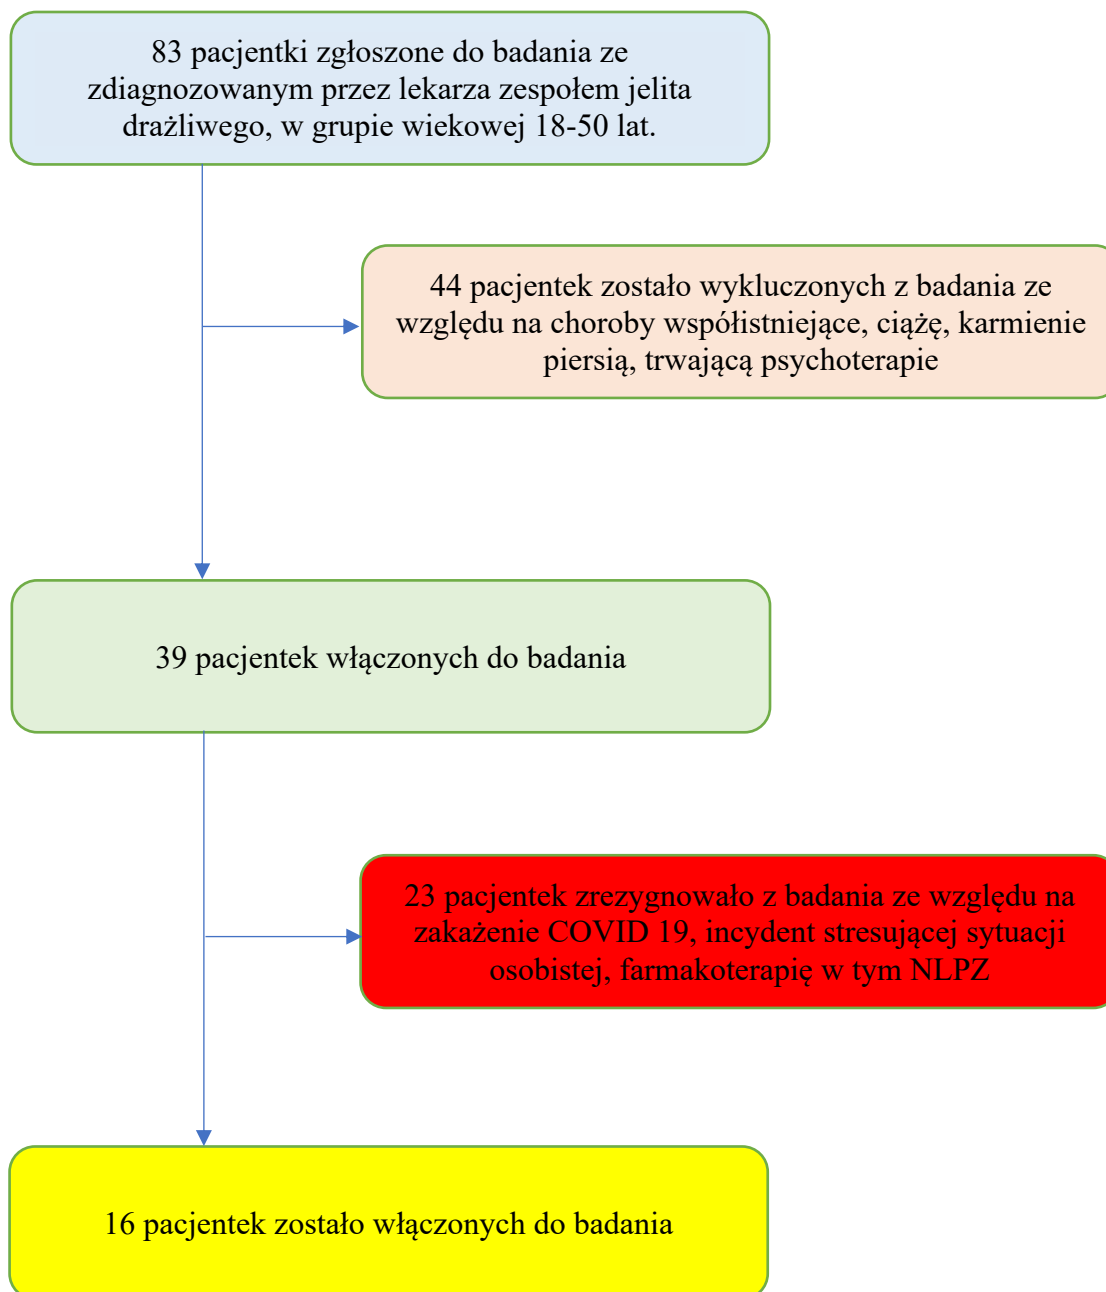 83 pacjentki zgłoszone do badania ze
zdiagnozowanym przez lekarza zespołem jelita
drażliwego, w grupie wiekowej 18-50 lat.
44 pacjentek zostało wykluczonych z badania ze
względu na choroby współistniejące, ciążę, karmienie
piersią, trwającą psychoterapie
39 pacjentek włączonych do badania
23 pacjentek zrezygnowało z badania ze względu na
zakażenie COVID 19, incydent stresującej sytuacji
osobistej, farmakoterapię w tym NLPZ
16 pacjentek zostało włączonych do badania